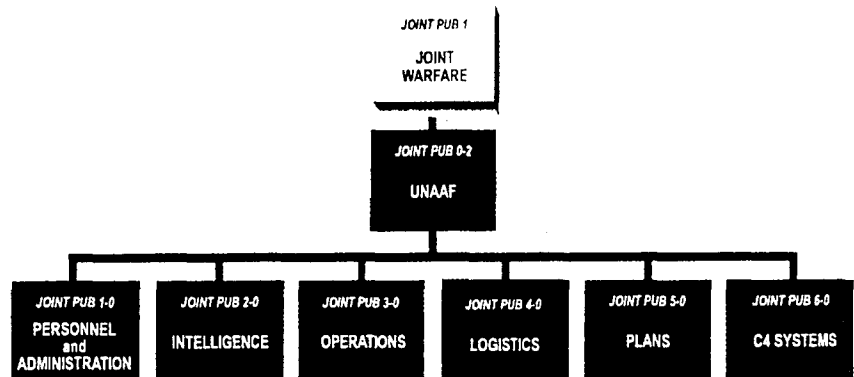 JOINT PUB 1
JOINT
WARFARE
JOINT PUB 0-2
UNAAF
JOINT PUB 1-0
PERSONNEL
and
ADMINISTRATION
JOINT PUB 2-0
INTELLIGENCE
JOINT PUB 3-0
OPERATIONS
JOINT PUB 4-0
LOGISTICS
JOINT PUB 5-0
PLANS
JOINT PUB 6-0
C4 SYSTEMS